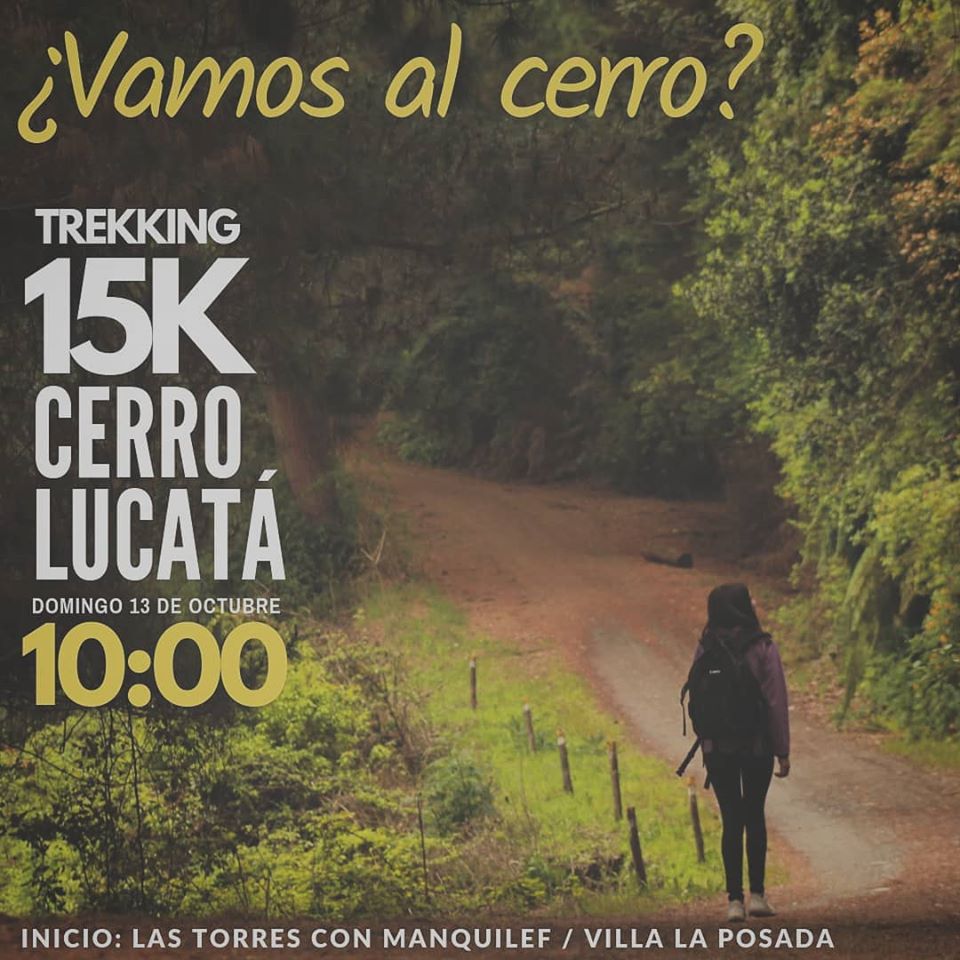 ¿Vamos al cerro?
TREKKING
15K
CERRO
LUCATÁ
DOMINGO 13 DE OCTUBRE
10:00
INICIO: LAS TORRES CON MANQUILEF / VILLA LA POSADA